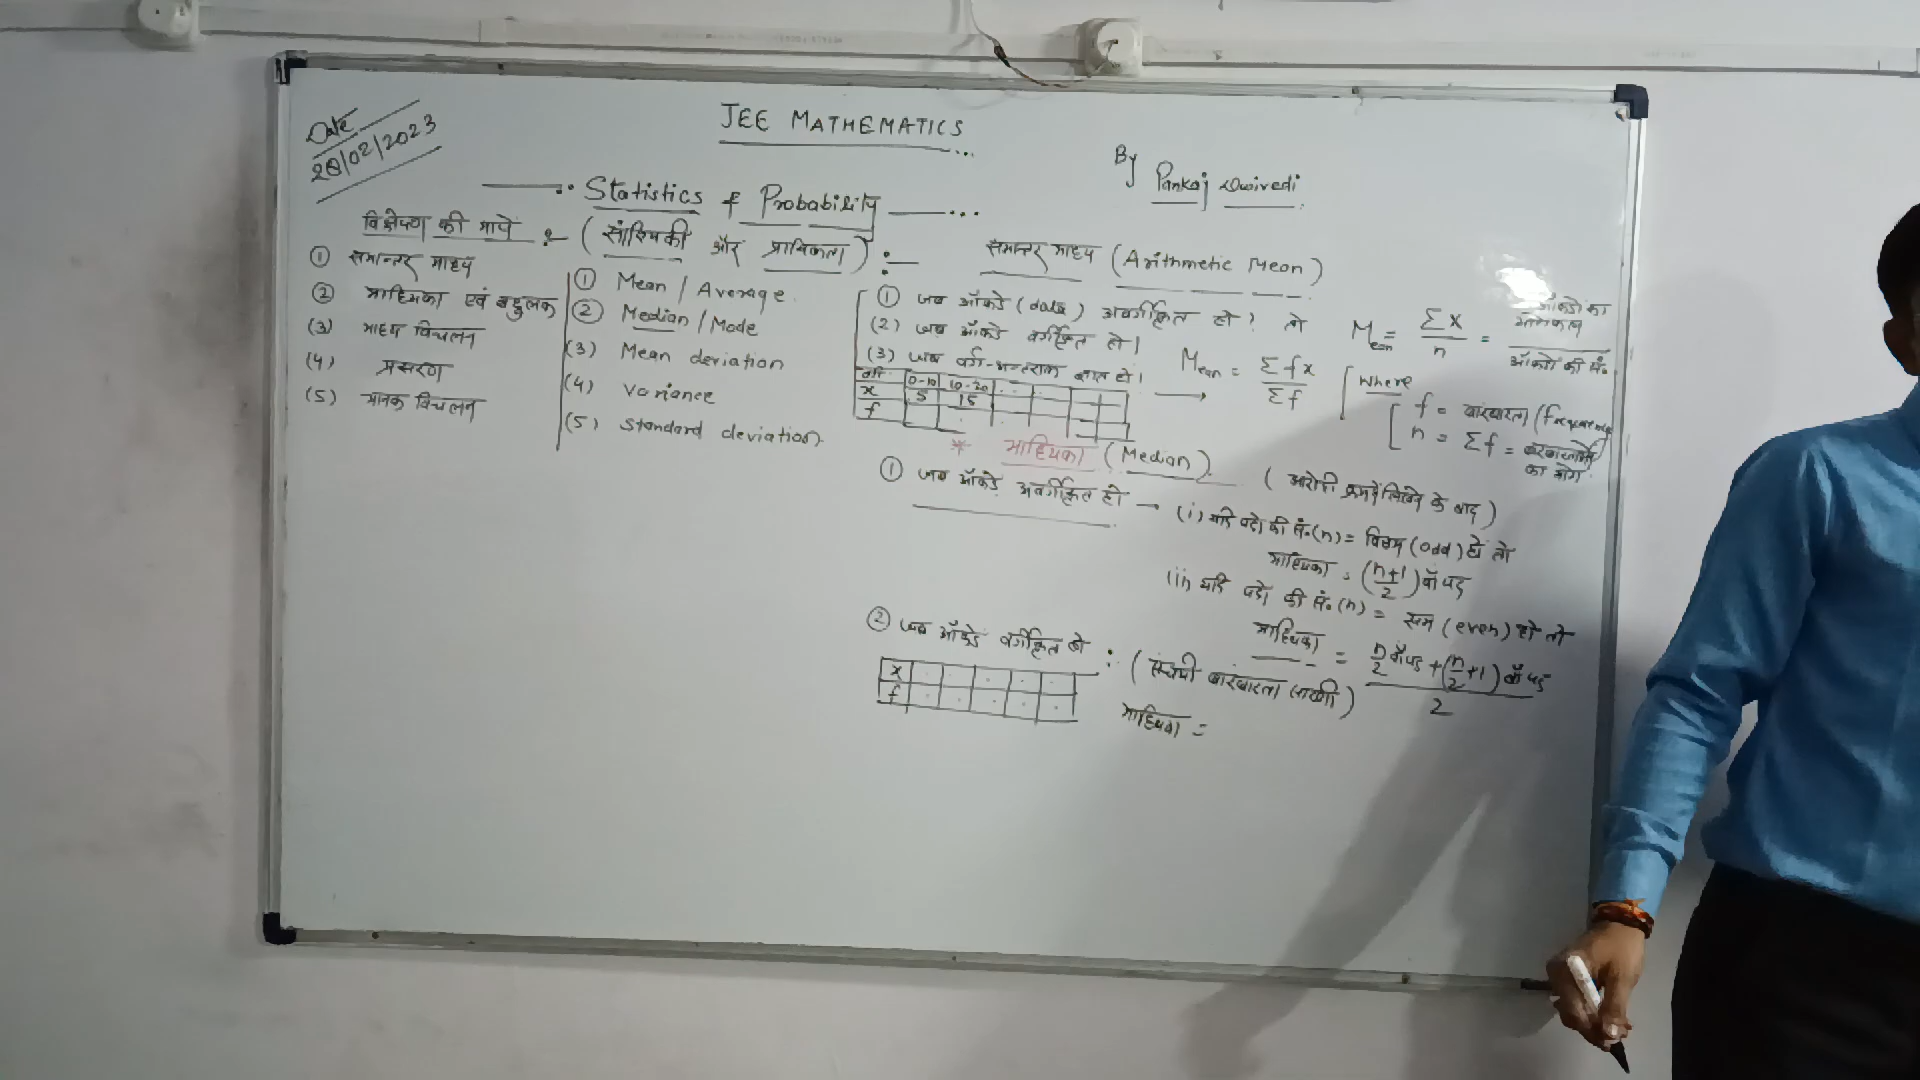 Date
28/02/2023
JEE MATHEMATICS
By Pankaj Dwivedi
Statistics & Probability
(सांख्यिकी और प्रायिकता) :-
विक्षेपण की मापें :-
① समान्तर माध्य
② माध्यिका एवं बहुलक
(3) माध्य विचलन
(4) प्रसरण
(5) मानक विचलन
① Mean / Average
② Median / Mode
(3) Mean deviation
(4) Variance
(5) Standard deviation
समान्तर माध्य (Arithmetic Mean)
① जब आँकड़े (data) अवर्गीकृत हो? तो Mean = Σx/n = आँकड़ों का योगफल / आँकड़ों की सं.
(2) जब आँकड़े वर्गीकृत हो।
(3) जब वर्ग-अन्तराल ज्ञात हो। → Mean = Σfx/Σf [where
वर्ग 0-10 10-20
x 5 15
f
f = बारंबारता (frequency)
n = Σf = बारंबारताओं का योग
* माध्यिका (Median)
① जब आँकड़े अवर्गीकृत हो → (आरोही क्रम में लिखने के बाद)
(i) यदि पदो की सं.(n) = विषम (odd) हो तो
माध्यिका = (n+1/2) वाँ पद
(ii) यदि पदो की सं.(n) = सम (even) हो तो
माध्यिका = n/2 वाँ पद + (n/2+1) वाँ पद / 2
② जब आँकड़े वर्गीकृत हो : (संचयी बारंबारता सारणी)
x
f
माध्यिका =